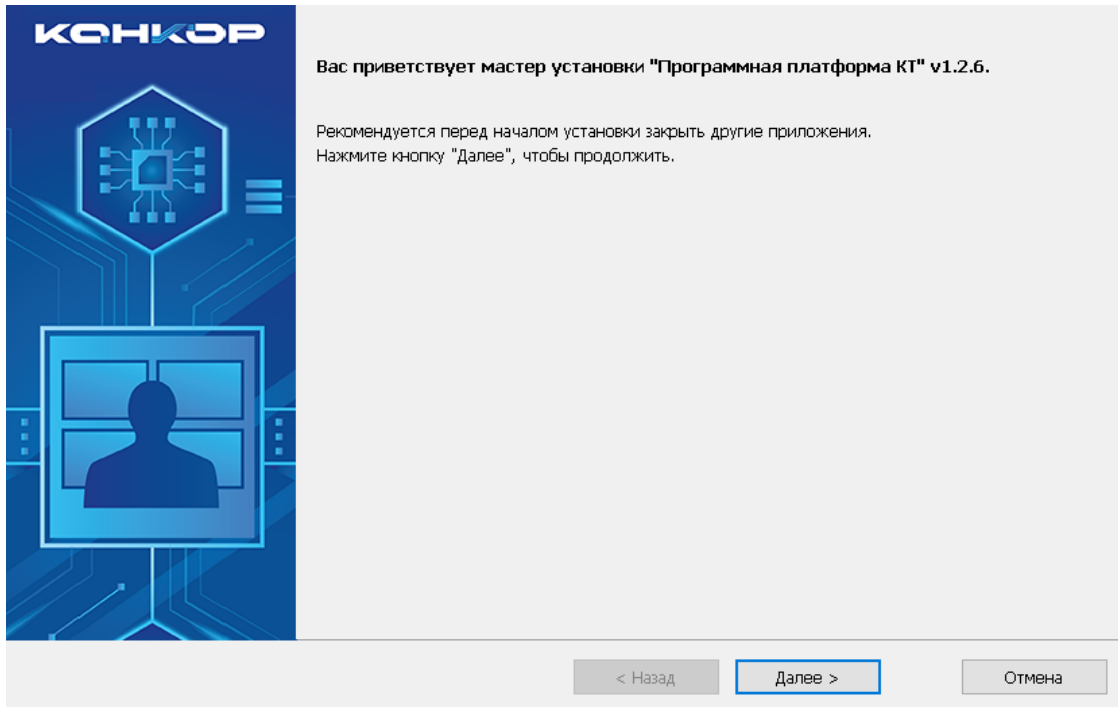 КОНКОР
Вас приветствует мастер установки "Программная платформа КТ" v1.2.6.
Рекомендуется перед началом установки закрыть другие приложения.
Нажмите кнопку "Далее", чтобы продолжить.
< Назад
Далее >
Отмена